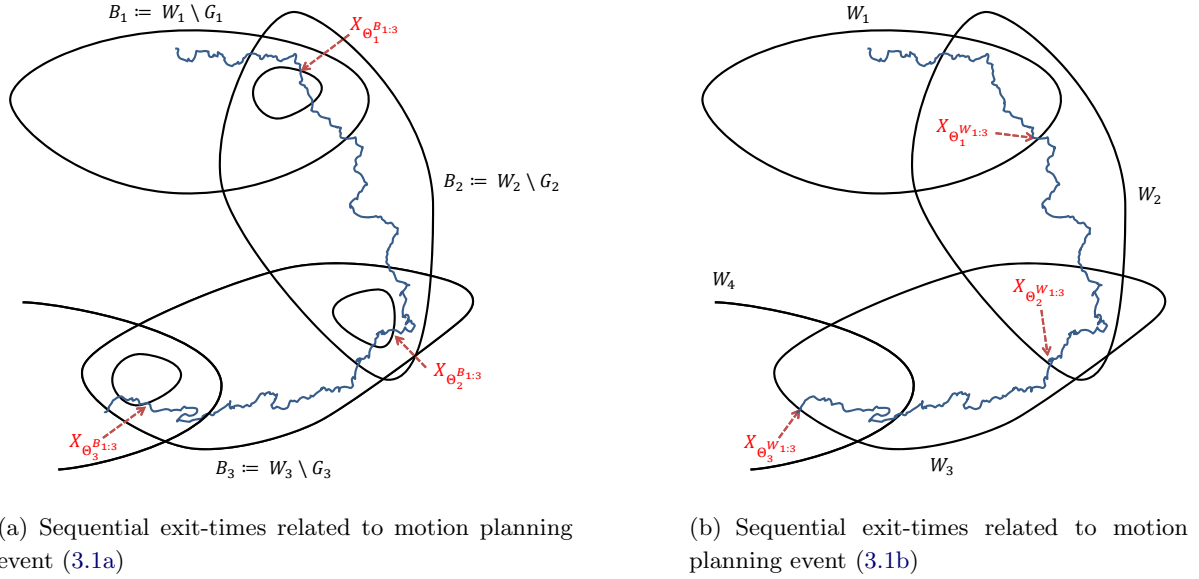 B₁ ≔ W₁ \ G₁
X_{Θ₁^{B₁:₃}}
B₂ ≔ W₂ \ G₂
X_{Θ₂^{B₁:₃}}
X_{Θ₃^{B₁:₃}}
B₃ ≔ W₃ \ G₃
(a) Sequential exit-times related to motion planning
event (3.1a)
W₁
X_{Θ₁^{W₁:₃}}
W₂
W₄
X_{Θ₂^{W₁:₃}}
X_{Θ₃^{W₁:₃}}
W₃
(b) Sequential exit-times related to motion
planning event (3.1b)